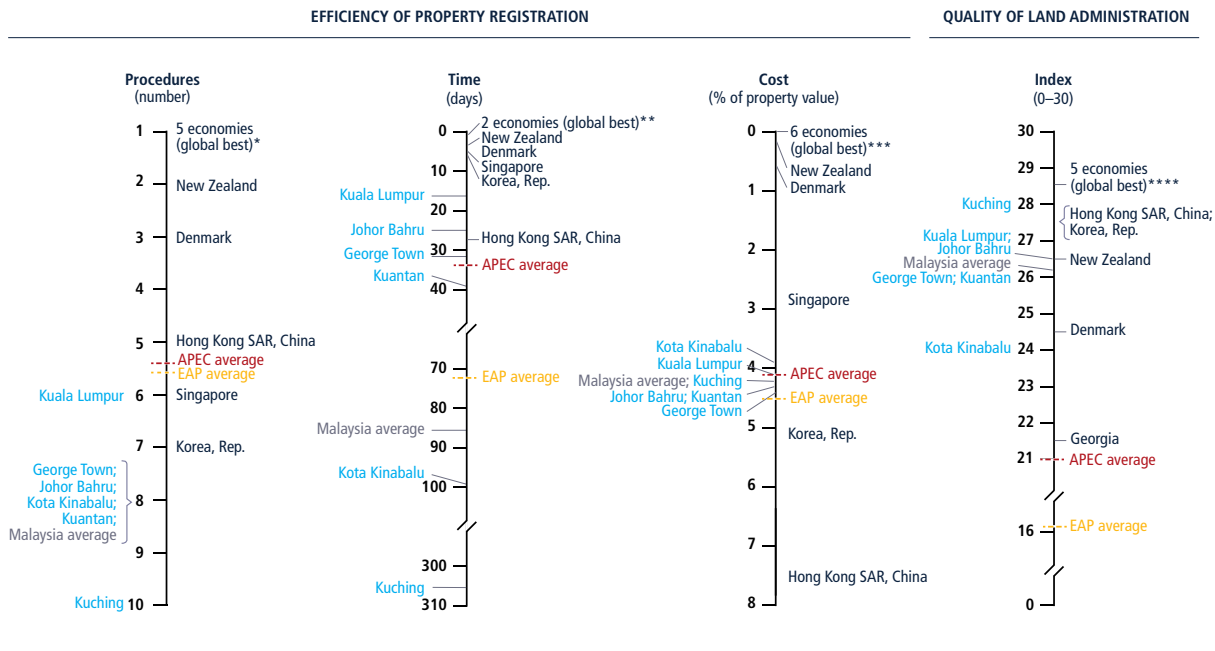 EFFICIENCY OF PROPERTY REGISTRATION
QUALITY OF LAND ADMINISTRATION
Procedures
(number)
1
2
3
4
5
6
7
8
9
10
5 economies
(global best)*
New Zealand
Denmark
Hong Kong SAR, China
APEC average
EAP average
Kuala Lumpur
Singapore
Korea, Rep.
George Town;
Johor Bahru;
Kota Kinabalu;
Kuantan;
Malaysia average
Kuching
Time
(days)
0
10
20
30
40
70
80
90
100
300
310
2 economies (global best)**
New Zealand
Denmark
Singapore
Korea, Rep.
Kuala Lumpur
Johor Bahru
Hong Kong SAR, China
George Town
APEC average
Kuantan
EAP average
Malaysia average
Kota Kinabalu
Kuching
Cost
(% of property value)
0
1
2
3
4
5
6
7
8
6 economies
(global best)***
New Zealand
Denmark
Singapore
Kota Kinabalu
Kuala Lumpur
APEC average
Malaysia average; Kuching
Johor Bahru; Kuantan
EAP average
George Town
Korea, Rep.
Hong Kong SAR, China
Index
(0–30)
30
29
28
27
26
25
24
23
22
21
16
0
5 economies
(global best)****
Kuching
Hong Kong SAR, China;
Korea, Rep.
Kuala Lumpur;
Johor Bahru
New Zealand
Malaysia average
George Town; Kuantan
Denmark
Kota Kinabalu
Georgia
APEC average
EAP average